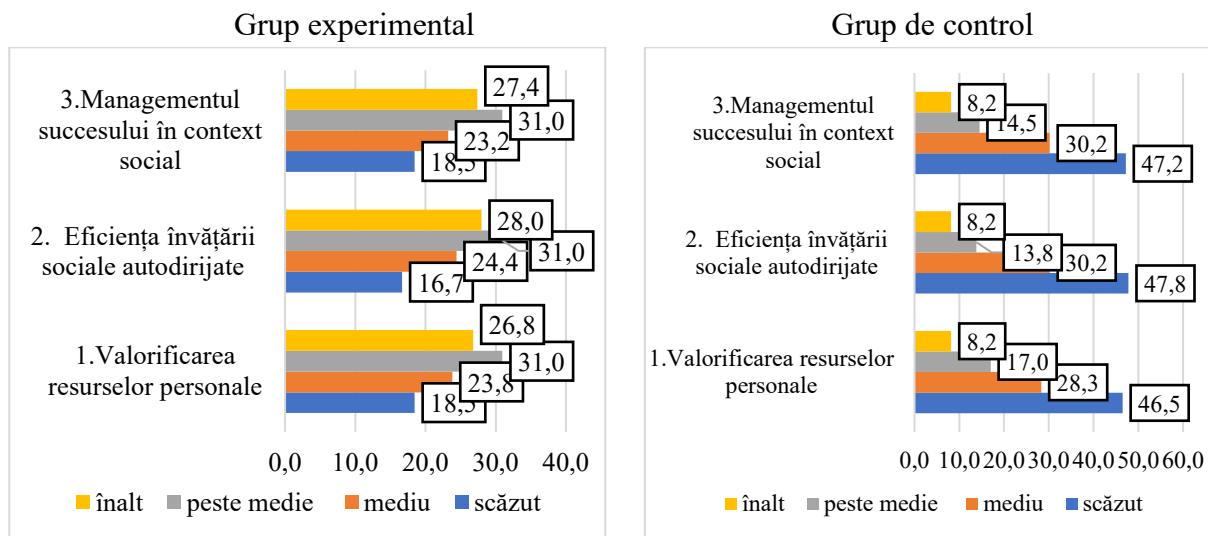 Grup experimental
3.Managementul
succesului în context
social
27,4
31,0
23,2
18,5
2. Eficiența învățării
sociale autodirijate
28,0
31,0
24,4
16,7
1.Valorificarea
resurselor personale
26,8
31,0
23,8
18,5
0,0 10,0 20,0 30,0 40,0
înalt peste medie mediu scăzut
Grup de control
3.Managementul
succesului în context
social
8,2
14,5
30,2
47,2
2. Eficiența învățării
sociale autodirijate
8,2
13,8
30,2
47,8
1.Valorificarea resurselor
personale
8,2
17,0
28,3
46,5
0,0 10,0 20,0 30,0 40,0 50,0 60,0
înalt peste medie mediu scăzut